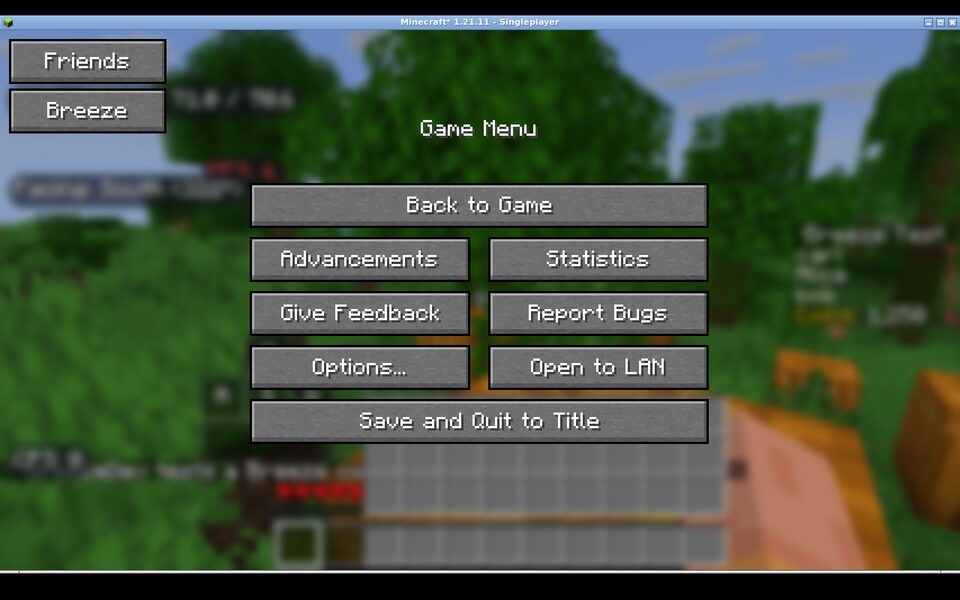 Minecraft* 1.21.11 - Singleplayer
Friends
Breeze
Game Menu
Back to Game
Advancements
Statistics
Give Feedback
Report Bugs
Options...
Open to LAN
Save and Quit to Title